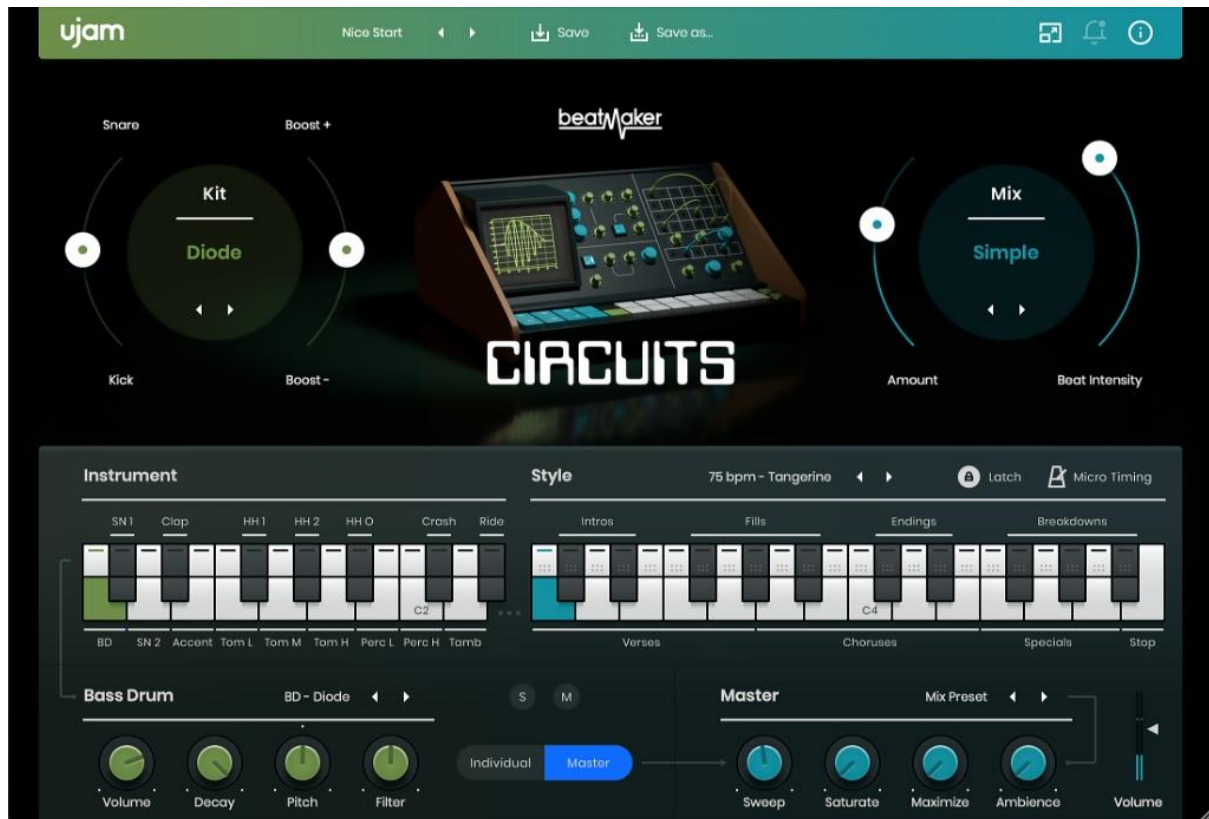 ujam
Nice Start
Save
Save as...
beatMaker
Snare
Boost +
Kit
Diode
Kick
Boost -
CIRCUITS
Mix
Simple
Amount
Beat Intensity
Instrument
Style
75 bpm - Tangerine
Latch
Micro Timing
SN 1 Clap HH 1 HH 2 HH O Crash Ride
Intros Fills Endings Breakdowns
C2
C4
BD SN 2 Accent Tom L Tom M Tom H Perc L Perc H Tamb
Verses Choruses Specials Stop
Bass Drum
BD - Diode
S M
Master
Mix Preset
Individual Master
Volume Decay Pitch Filter
Sweep Saturate Maximize Ambience Volume